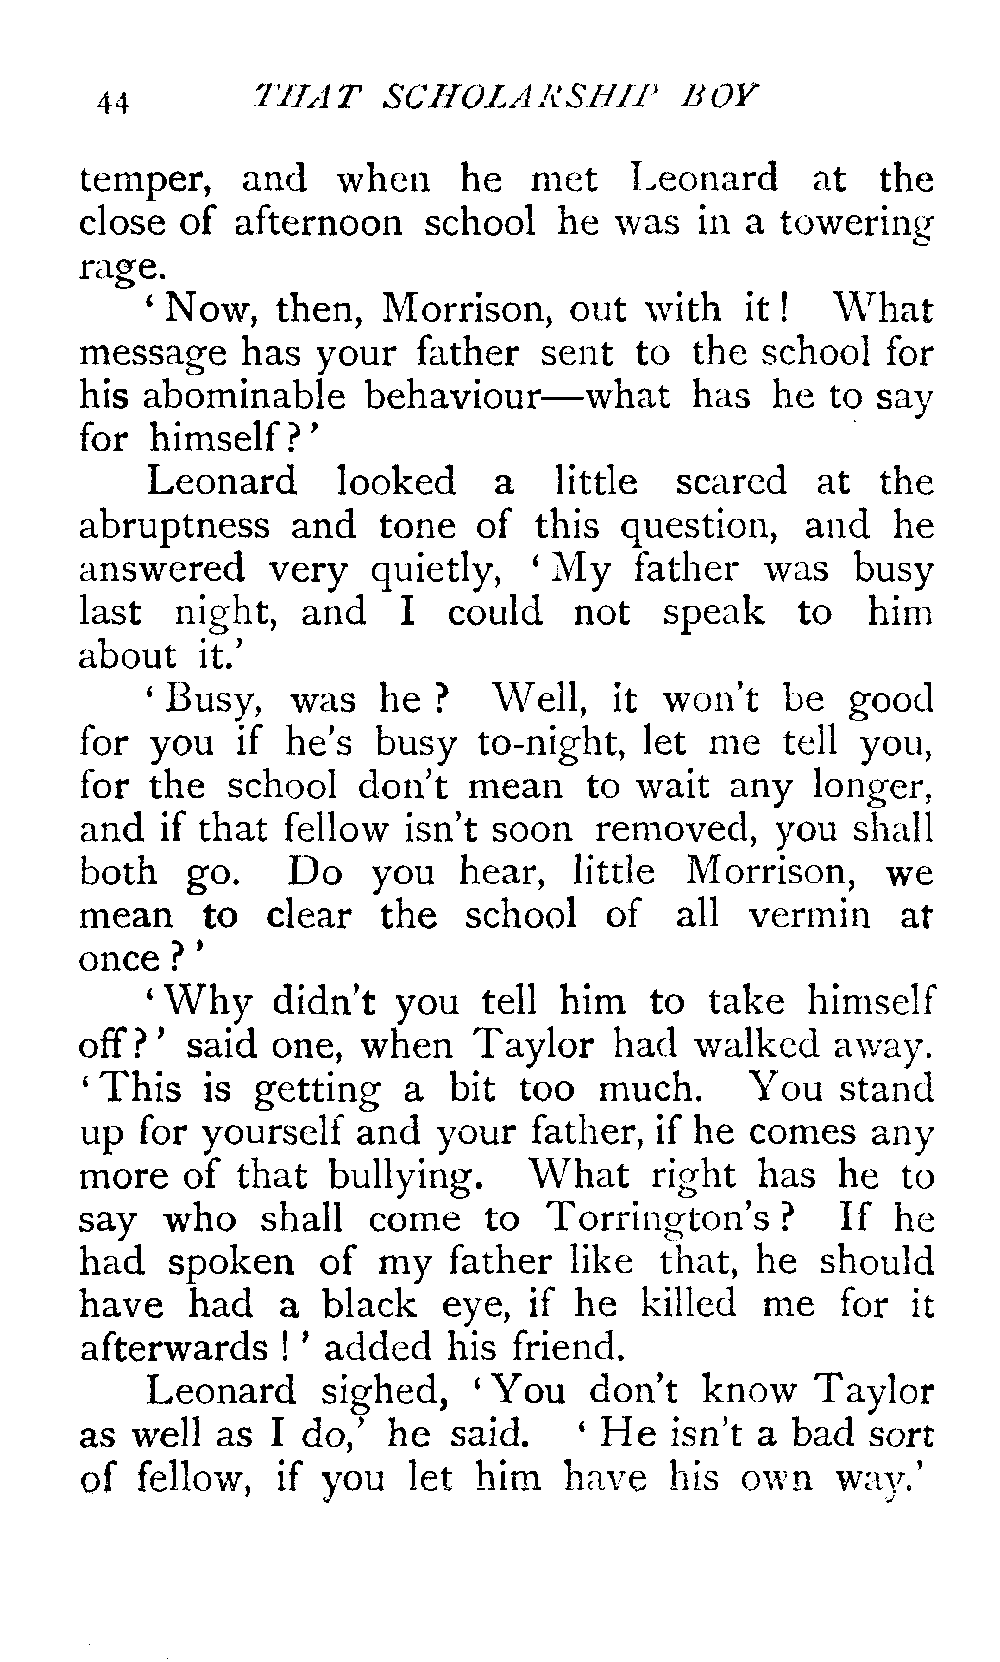 44 THAT SCHOLARSHIP BOY
temper, and when he met Leonard at the
close of afternoon school he was in a towering
rage.
‘Now, then, Morrison, out with it! What
message has your father sent to the school for
his abominable behaviour—what has he to say
for himself?’
Leonard looked a little scared at the
abruptness and tone of this question, and he
answered very quietly, ‘My father was busy
last night, and I could not speak to him
about it.’
‘Busy, was he? Well, it won’t be good
for you if he’s busy to-night, let me tell you,
for the school don’t mean to wait any longer,
and if that fellow isn’t soon removed, you shall
both go. Do you hear, little Morrison, we
mean to clear the school of all vermin at
once?’
‘Why didn’t you tell him to take himself
off?’ said one, when Taylor had walked away.
‘This is getting a bit too much. You stand
up for yourself and your father, if he comes any
more of that bullying. What right has he to
say who shall come to Torrington’s? If he
had spoken of my father like that, he should
have had a black eye, if he killed me for it
afterwards!’ added his friend.
Leonard sighed, ‘You don’t know Taylor
as well as I do,’ he said. ‘He isn’t a bad sort
of fellow, if you let him have his own way.’